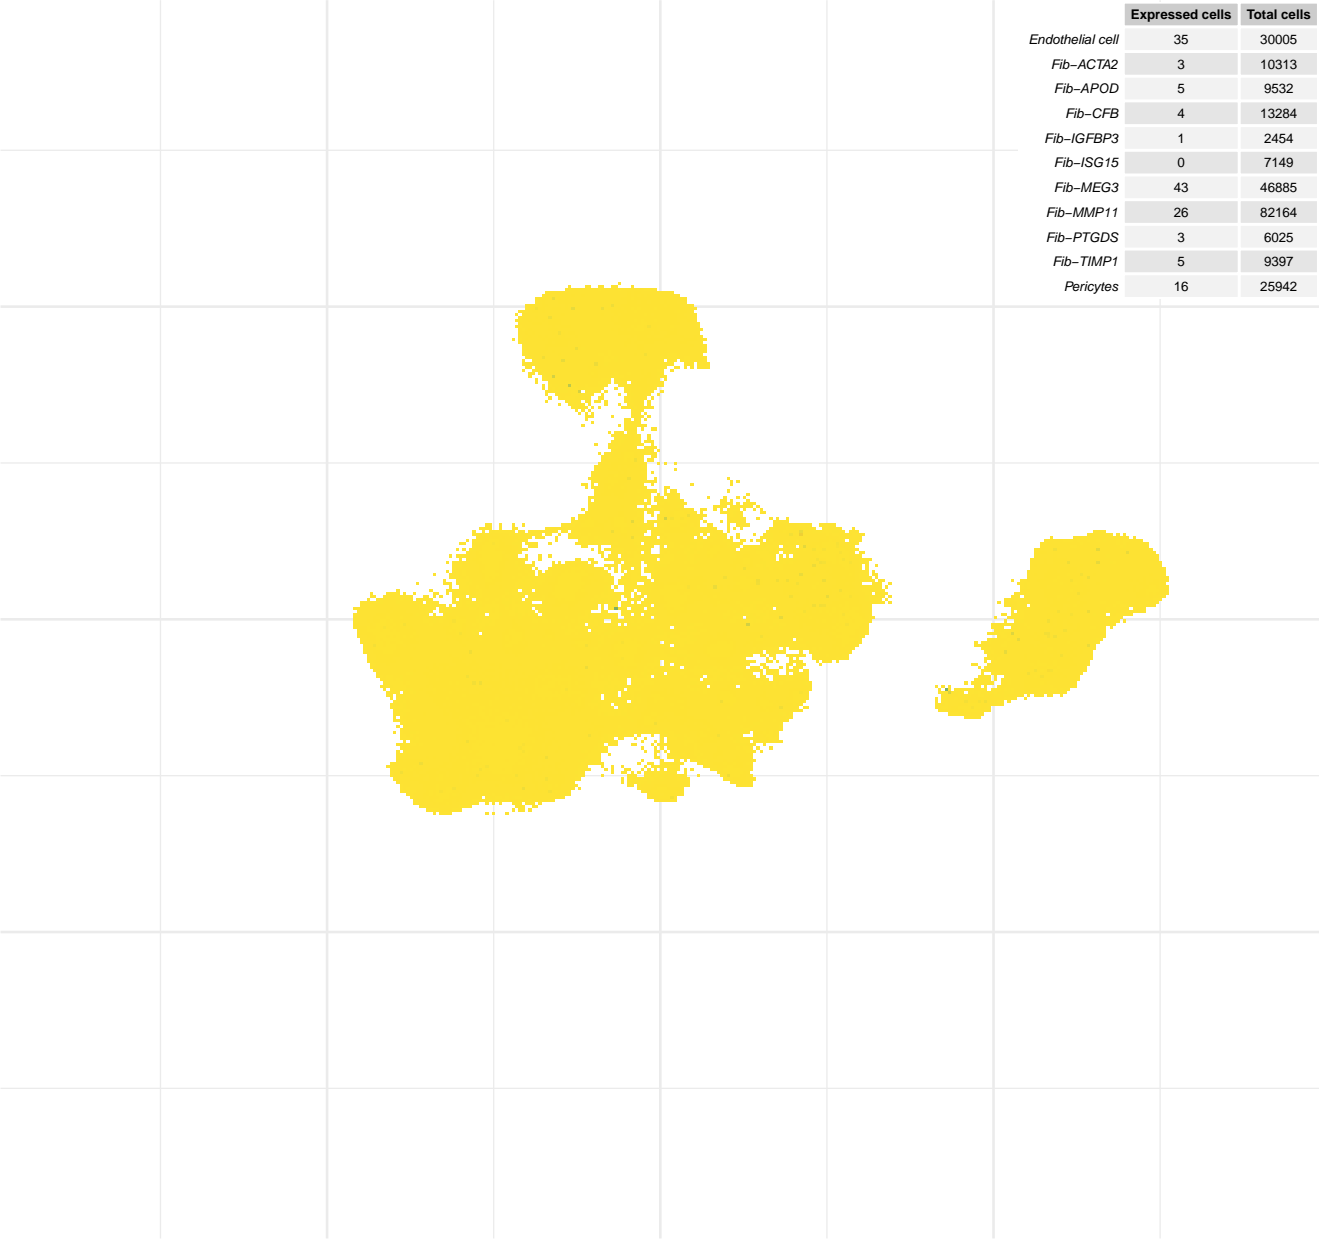 Expressed cells Total cells
Endothelial cell 35 30005
Fib−ACTA2 3 10313
Fib−APOD 5 9532
Fib−CFB 4 13284
Fib−IGFBP3 1 2454
Fib−ISG15 0 7149
Fib−MEG3 43 46885
Fib−MMP11 26 82164
Fib−PTGDS 3 6025
Fib−TIMP1 5 9397
Pericytes 16 25942